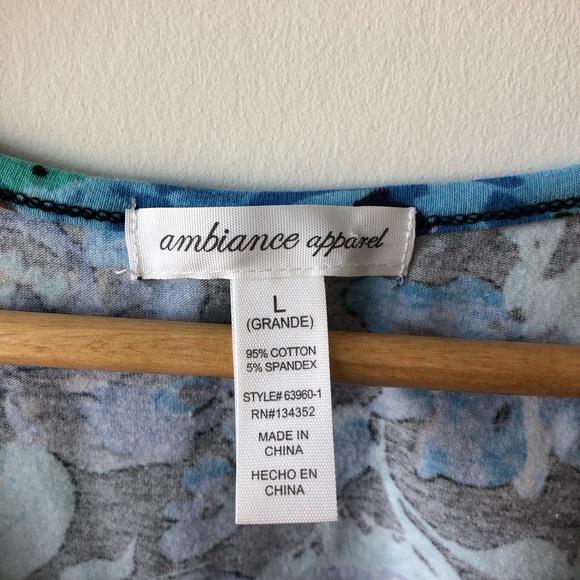 ambiance apparel
L
(GRANDE)
95% COTTON
5% SPANDEX
STYLE# 63960-1
RN#134352
MADE IN
CHINA
HECHO EN
CHINA